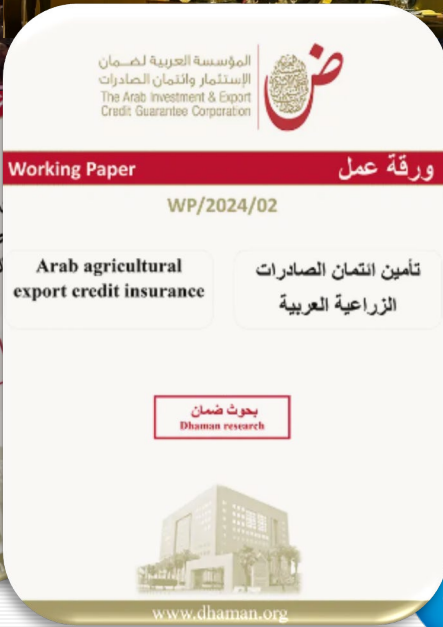 المؤسسة العربية لضمـان
الإستثمار وائتمان الصادرات
The Arab Investment & Export
Credit Guarantee Corporation
Working Paper
ورقة عمل
WP/2024/02
Arab agricultural
export credit insurance
تأمين ائتمان الصادرات
الزراعية العربية
بحوث ضمان
Dhaman research
www.dhaman.org